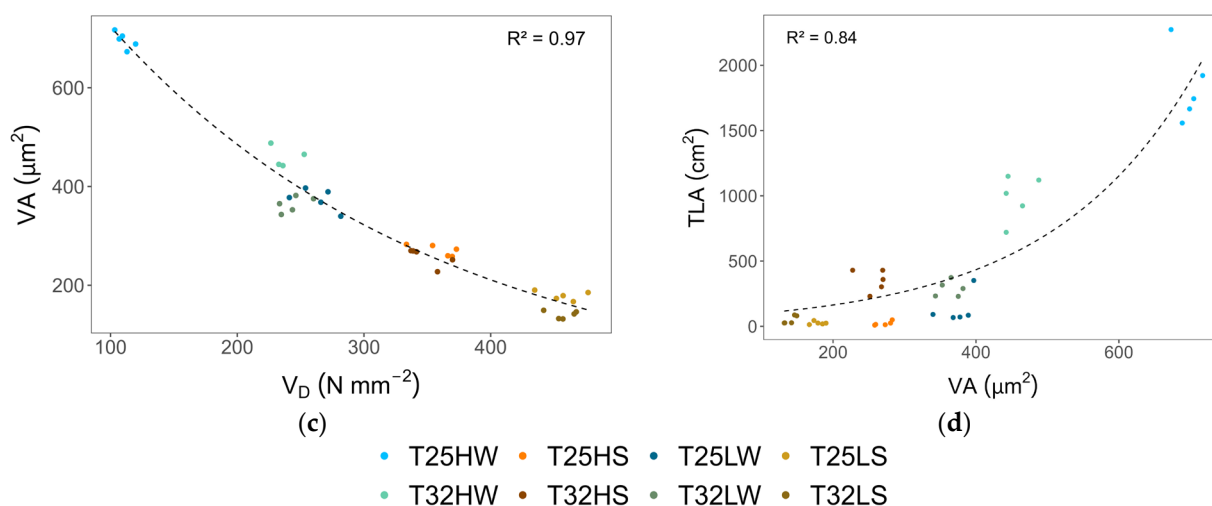 R² = 0.97
600
400
200
VA (μm²)
100 200 300 400
V_D (N mm⁻²)
(c)
R² = 0.84
2000
1500
1000
500
0
TLA (cm²)
200 400 600
VA (μm²)
(d)
T25HW T25HS T25LW T25LS
T32HW T32HS T32LW T32LS